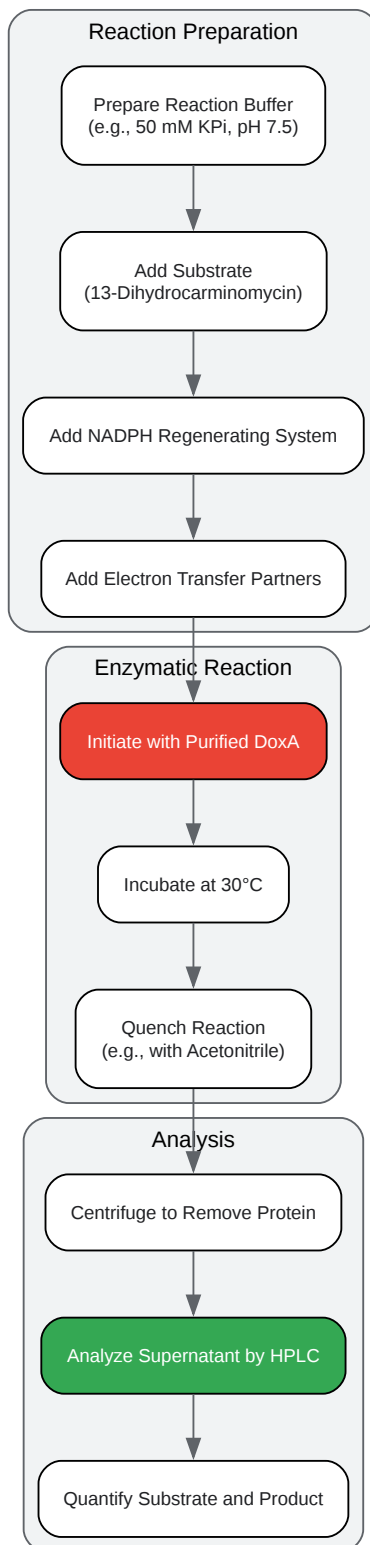 Reaction Preparation
Prepare Reaction Buffer
(e.g., 50 mM KPi, pH 7.5)
Add Substrate
(13-Dihydrocarminomycin)
Add NADPH Regenerating System
Add Electron Transfer Partners
Enzymatic Reaction
Initiate with Purified DoxA
Incubate at 30°C
Quench Reaction
(e.g., with Acetonitrile)
Analysis
Centrifuge to Remove Protein
Analyze Supernatant by HPLC
Quantify Substrate and Product